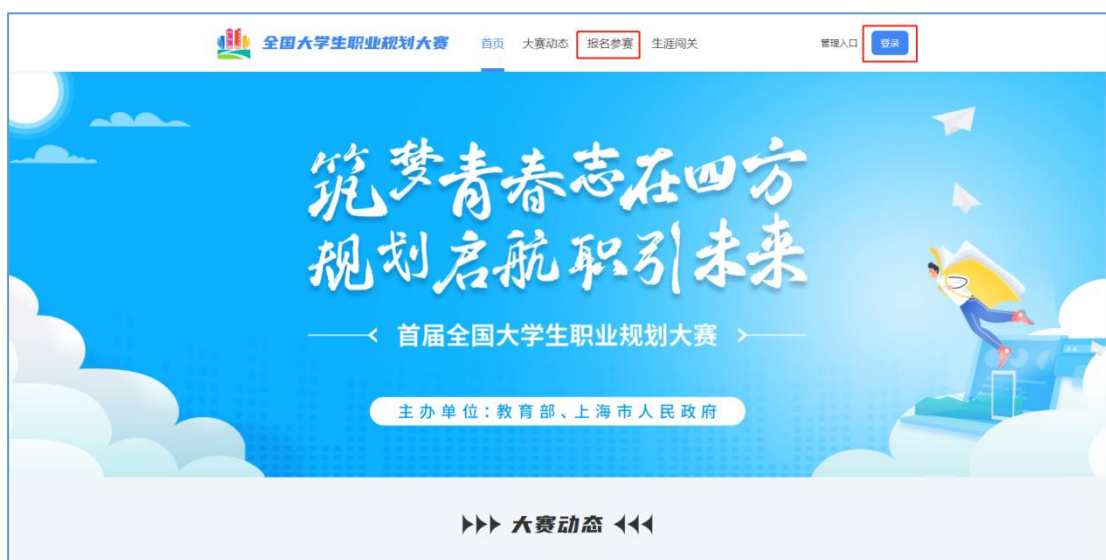 全国大学生职业规划大赛 首页 大赛动态 报名参赛 生涯闯关 管理入口 登录
筑梦青春志在四方
规划启航职引未来
首届全国大学生职业规划大赛
主办单位:教育部、上海市人民政府
大赛动态